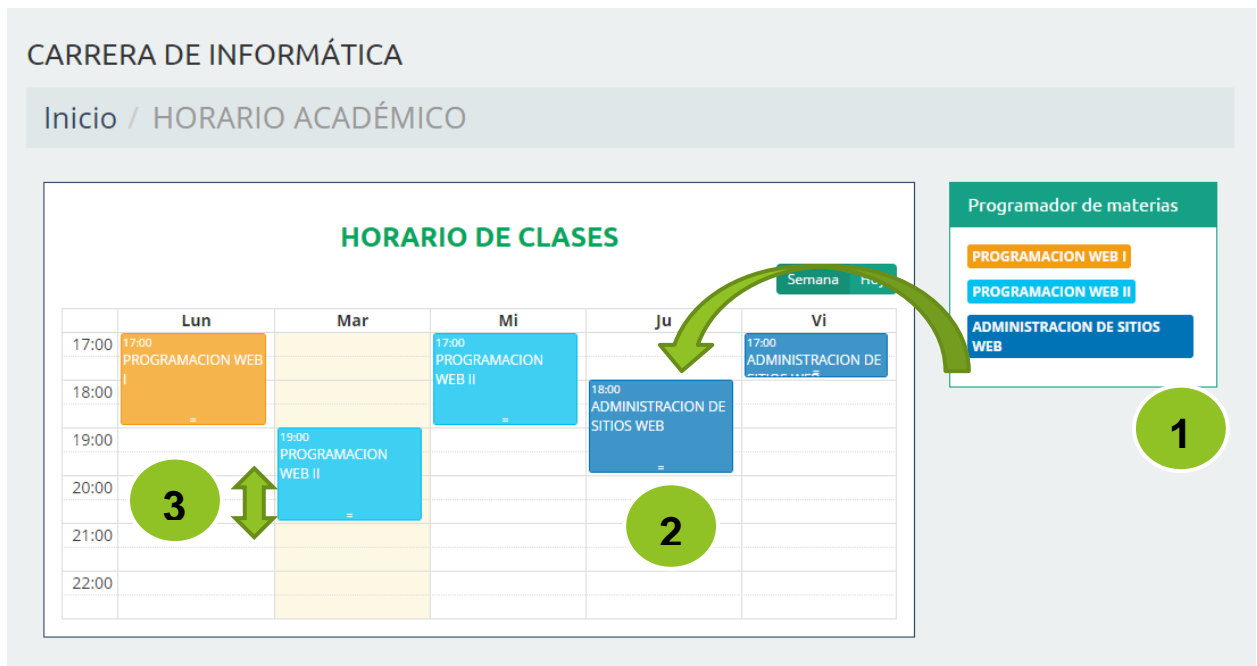 CARRERA DE INFORMÁTICA
Inicio / HORARIO ACADÉMICO
HORARIO DE CLASES
Semana
Lun Mar Mi Ju Vi
17:00
18:00
19:00
20:00
21:00
22:00
17:00
PROGRAMACION WEB
I
=
19:00
PROGRAMACION
WEB II
=
17:00
PROGRAMACION
WEB II
=
18:00
ADMINISTRACION DE
SITIOS WEB
=
17:00
ADMINISTRACION DE
Programador de materias
PROGRAMACION WEB I
PROGRAMACION WEB II
ADMINISTRACION DE SITIOS
WEB
1
2
3